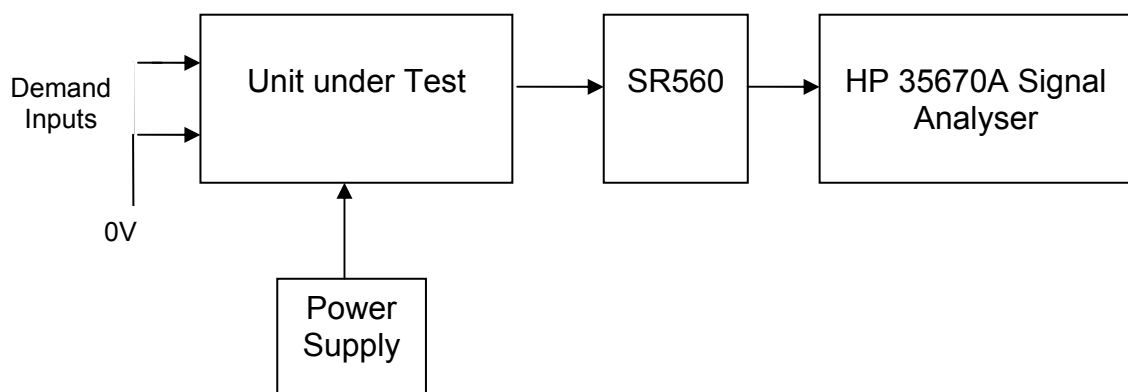 Demand
Inputs
0V
Unit under Test
SR560
HP 35670A Signal
Analyser
Power
Supply